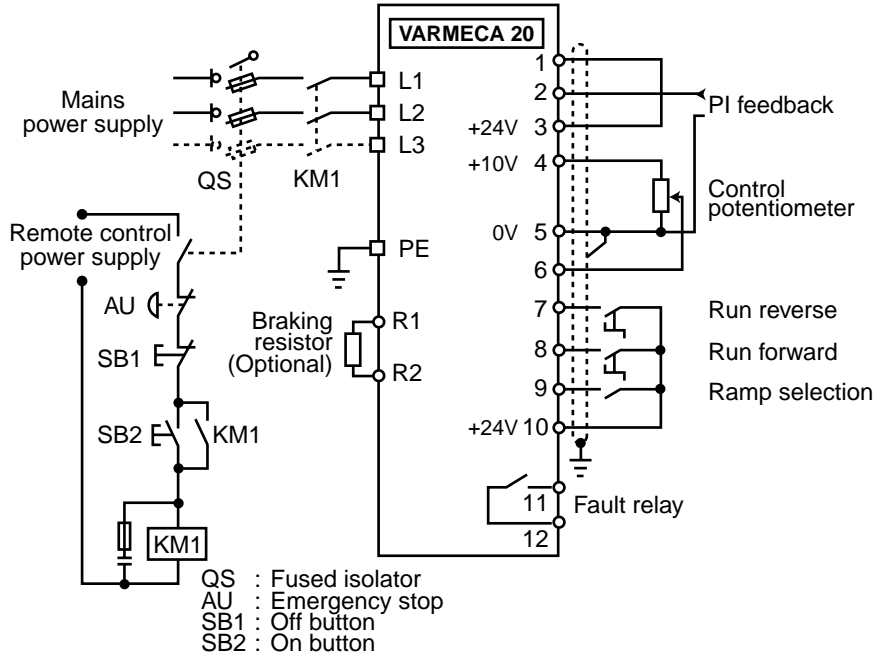 VARMECA 20
Mains
power supply
QS
KM1
L1
L2
L3
PE
R1
R2
Braking
resistor
(Optional)
Remote control
power supply
AU
SB1
SB2
KM1
KM1
1
2
+24V 3
+10V 4
0V 5
6
7
8
9
+24V 10
11
12
PI feedback
Control
potentiometer
Run reverse
Run forward
Ramp selection
Fault relay
QS : Fused isolator
AU : Emergency stop
SB1 : Off button
SB2 : On button